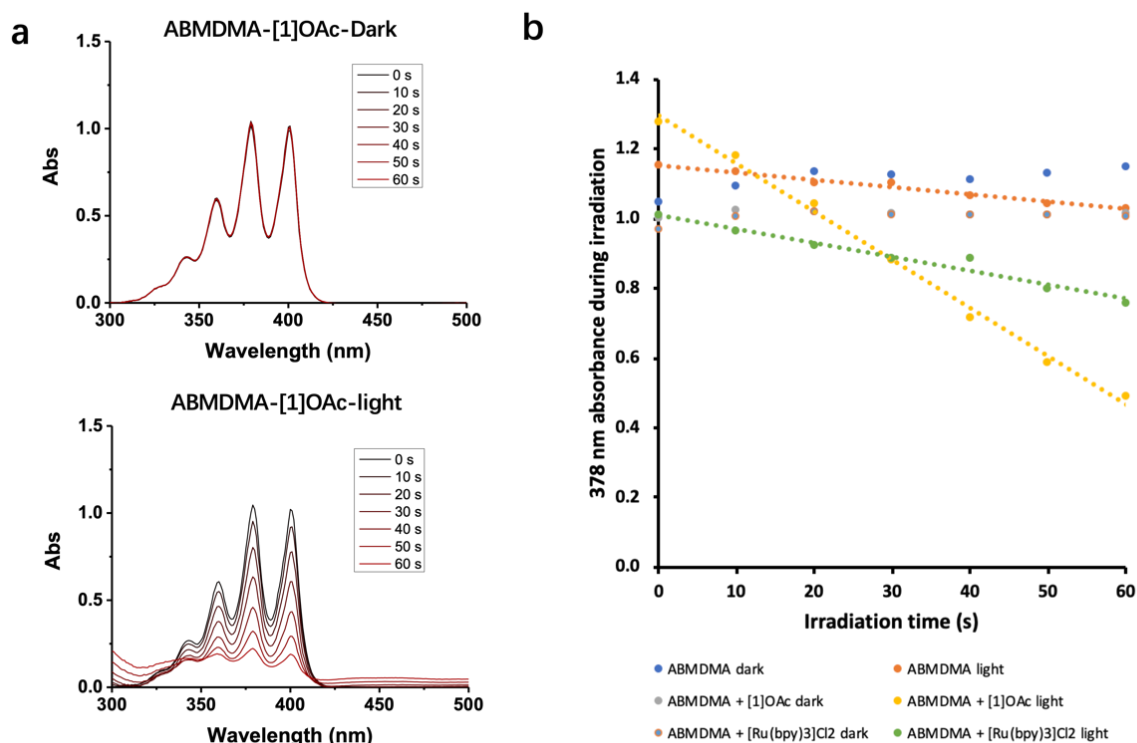 a
ABMDMA-[1]OAc-Dark
1.5
1.0
0.5
0.0
Abs
0 s
10 s
20 s
30 s
40 s
50 s
60 s
300 350 400 450 500
Wavelength (nm)
ABMDMA-[1]OAc-light
1.5
1.0
0.5
0.0
Abs
0 s
10 s
20 s
30 s
40 s
50 s
60 s
300 350 400 450 500
Wavelength (nm)
b
378 nm absorbance during irradiation
1.4
1.2
1.0
0.8
0.6
0.4
0.2
0.0
0 10 20 30 40 50 60
Irradiation time (s)
ABMDMA dark
ABMDMA light
ABMDMA + [1]OAc dark
ABMDMA + [1]OAc light
ABMDMA + [Ru(bpy)3]Cl2 dark
ABMDMA + [Ru(bpy)3]Cl2 light